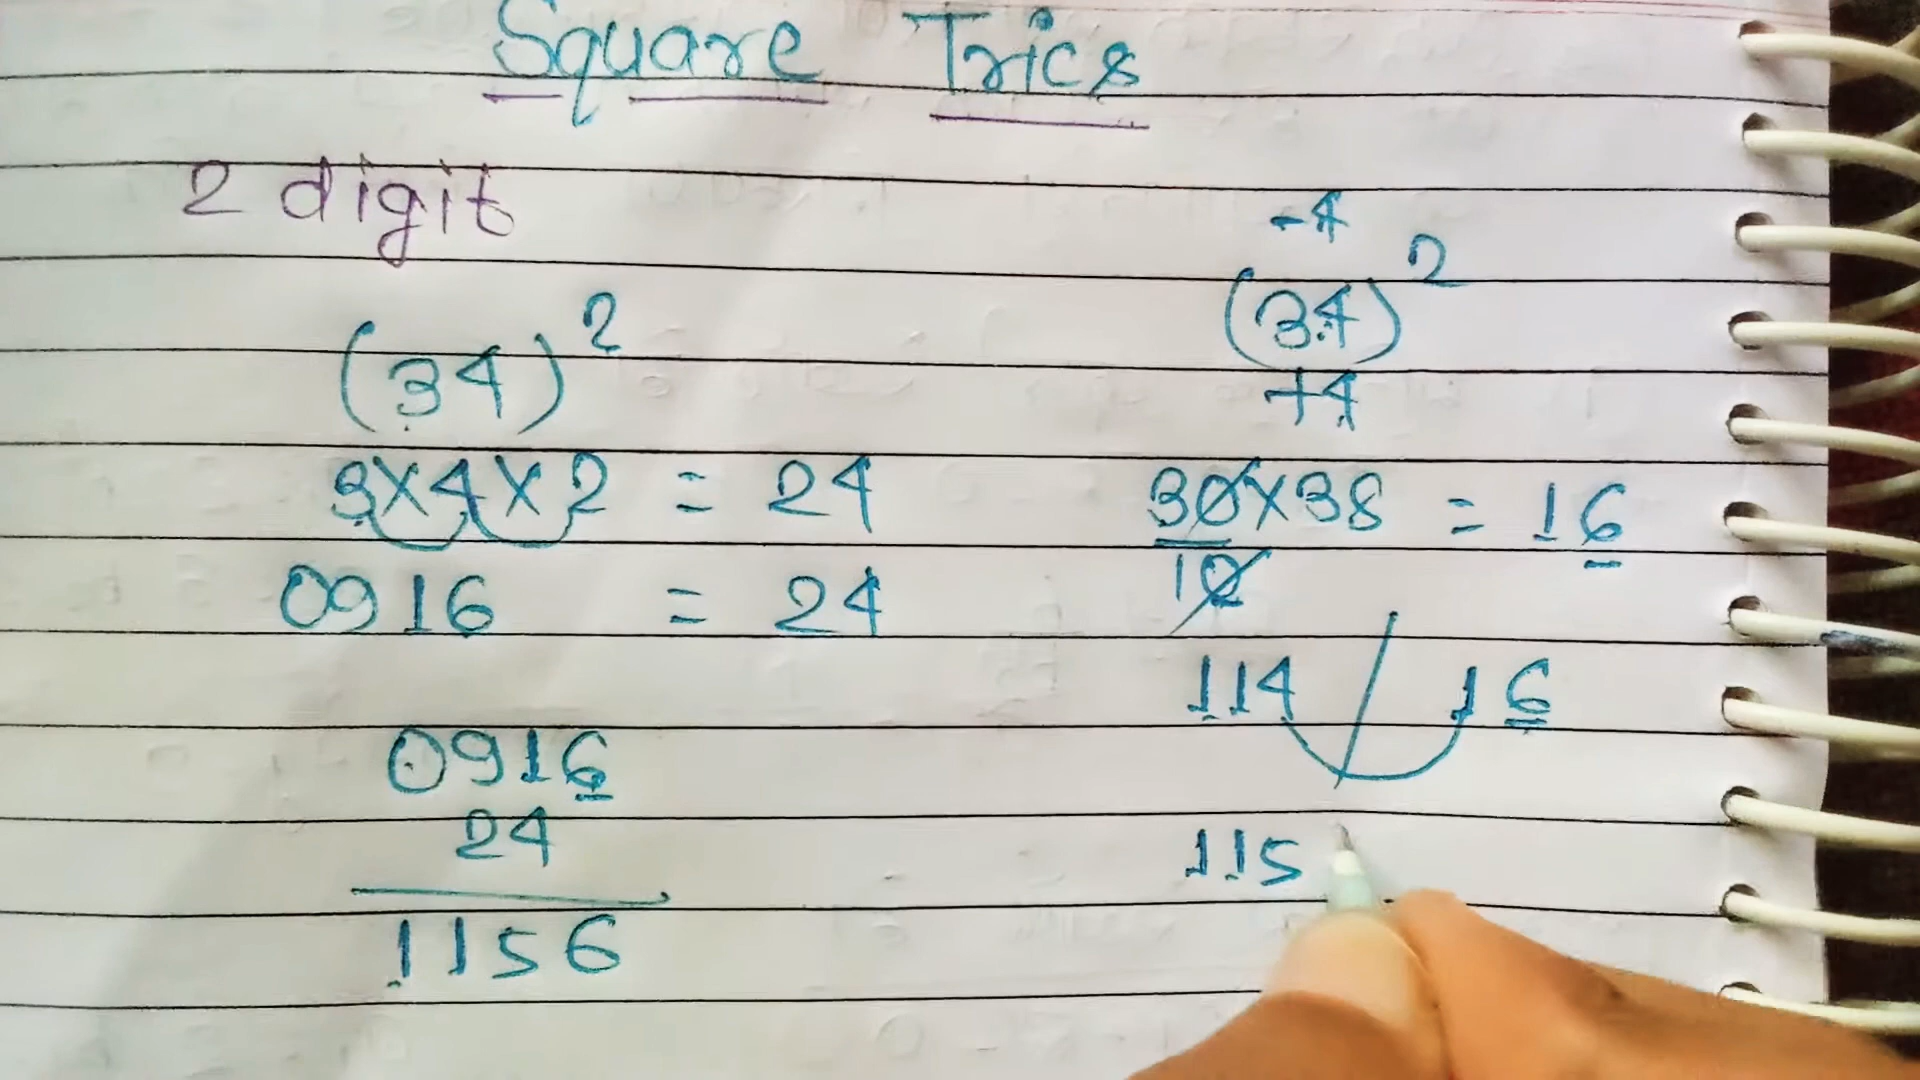 Square Trics
2 digit
(34)²
3×4×2 = 24
0916 = 24
0916
24
1156
-4
(34)²
+4
30×38 = 16
10
114 / 16
115